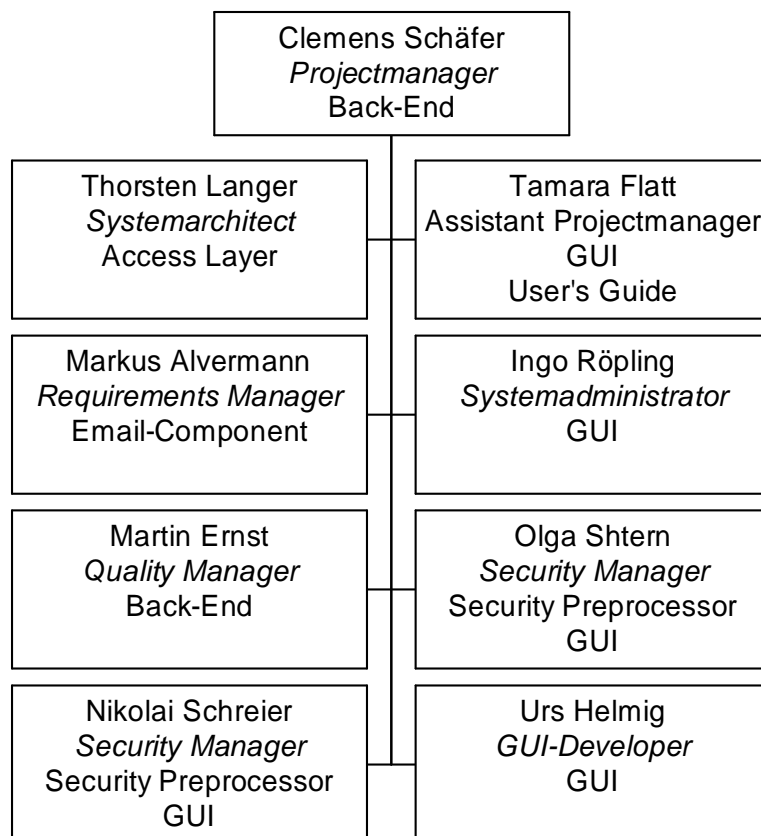 Clemens Schäfer
Projectmanager
Back-End
Thorsten Langer
Systemarchitect
Access Layer
Tamara Flatt
Assistant Projectmanager
GUI
User's Guide
Markus Alvermann
Requirements Manager
Email-Component
Ingo Röpling
Systemadministrator
GUI
Martin Ernst
Quality Manager
Back-End
Olga Shtern
Security Manager
Security Preprocessor
GUI
Nikolai Schreier
Security Manager
Security Preprocessor
GUI
Urs Helmig
GUI-Developer
GUI